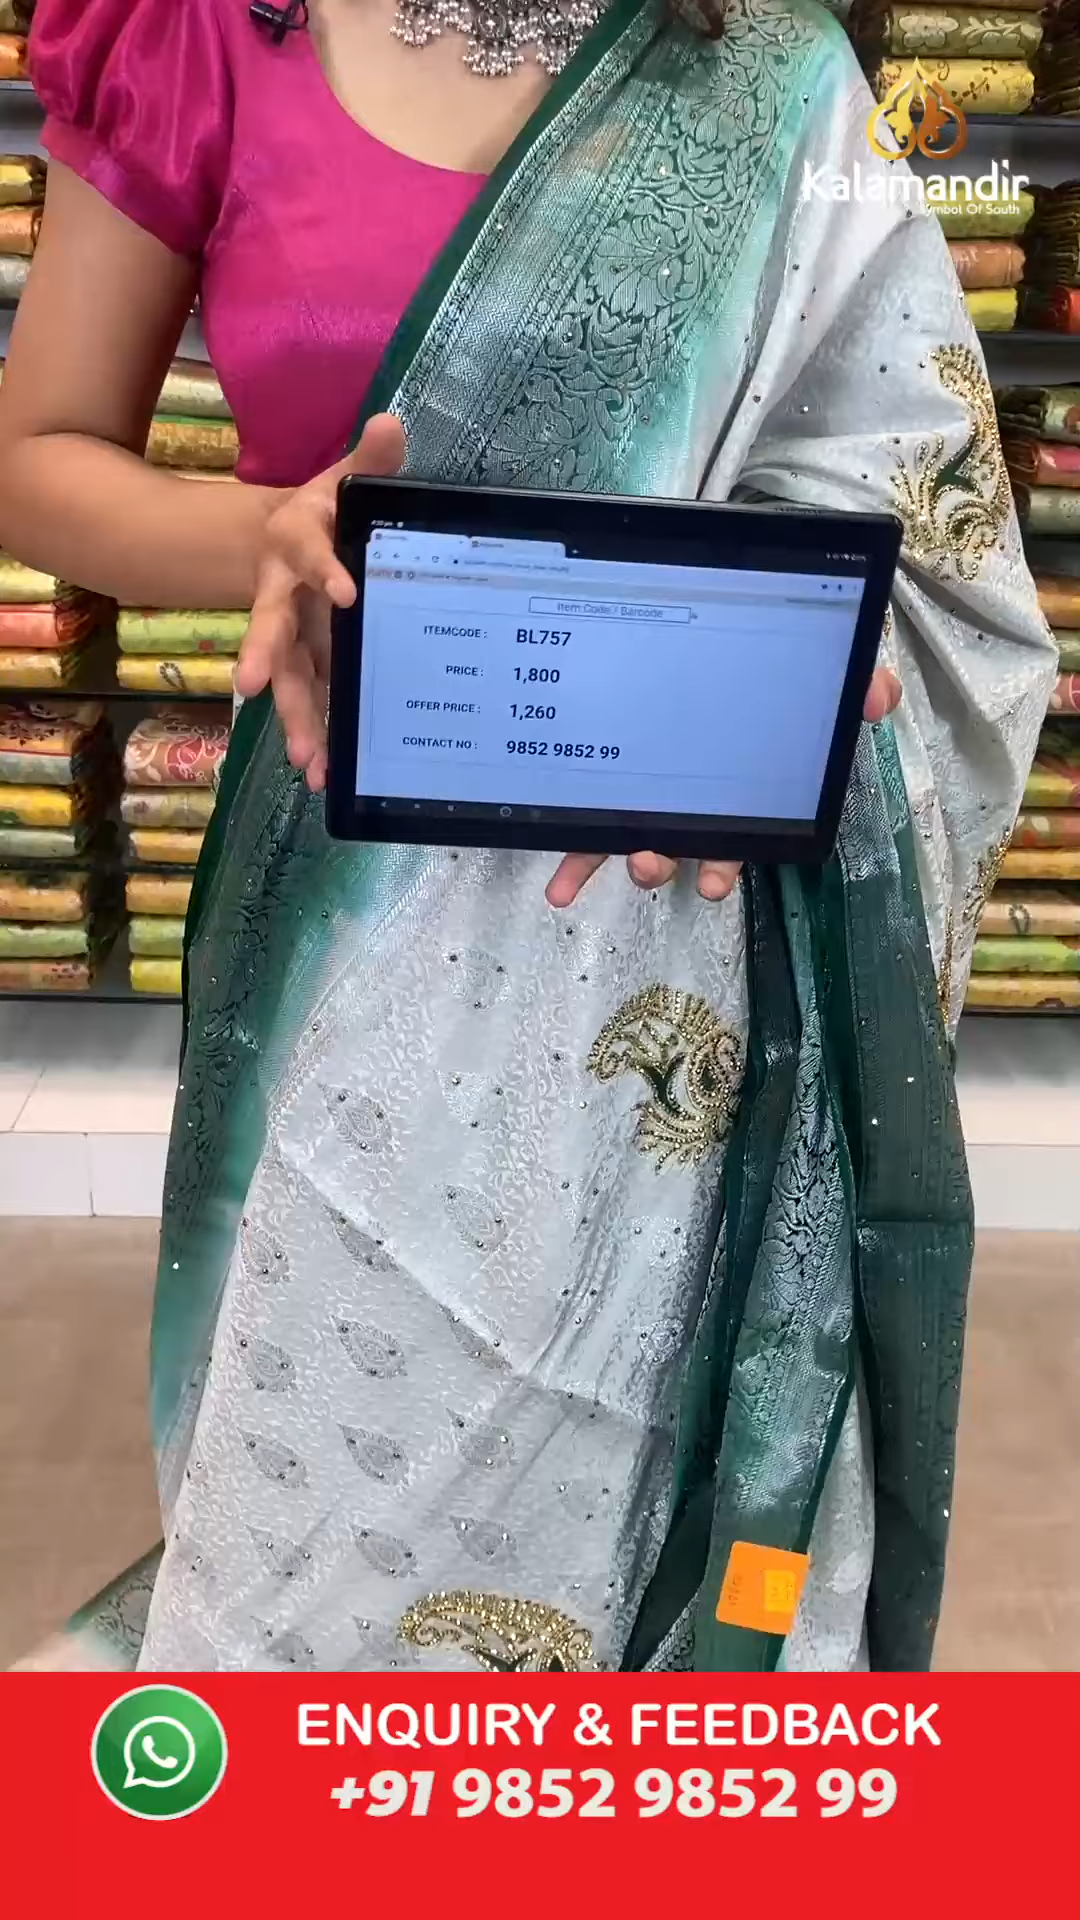 Kalamandir
Symbol Of South
Item Code / Barcode
ITEMCODE : BL757
PRICE : 1,800
OFFER PRICE : 1,260
CONTACT NO : 9852 9852 99
ENQUIRY & FEEDBACK
+91 9852 9852 99